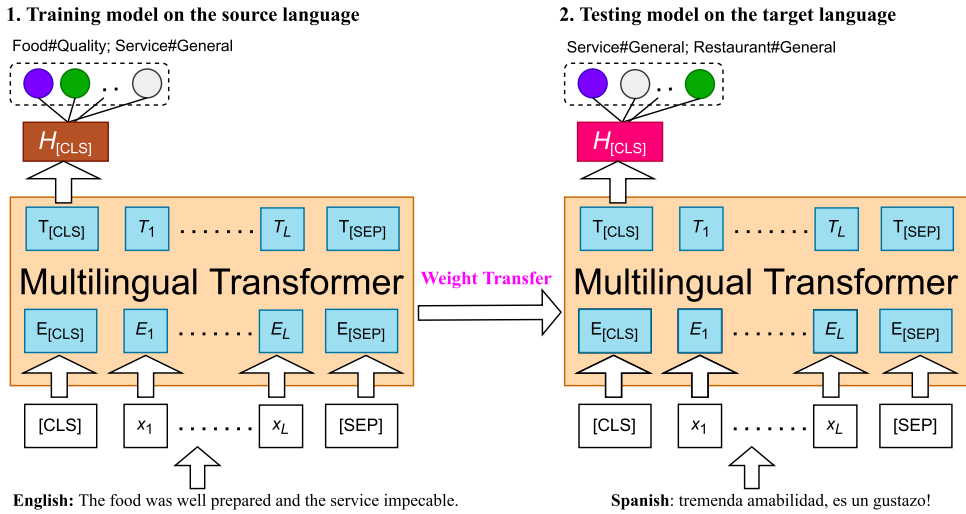 1. Training model on the source language
Food#Quality; Service#General
. .
H[CLS]
T[CLS] T1 . . . . . . . TL T[SEP]
Multilingual Transformer
E[CLS] E1 . . . . . . . EL E[SEP]
[CLS] x1 . . . . . . . xL [SEP]
English: The food was well prepared and the service impecable.
Weight Transfer
2. Testing model on the target language
Service#General; Restaurant#General
. .
H[CLS]
T[CLS] T1 . . . . . . . TL T[SEP]
Multilingual Transformer
E[CLS] E1 . . . . . . . EL E[SEP]
[CLS] x1 . . . . . . . xL [SEP]
Spanish: tremenda amabilidad, es un gustazo!